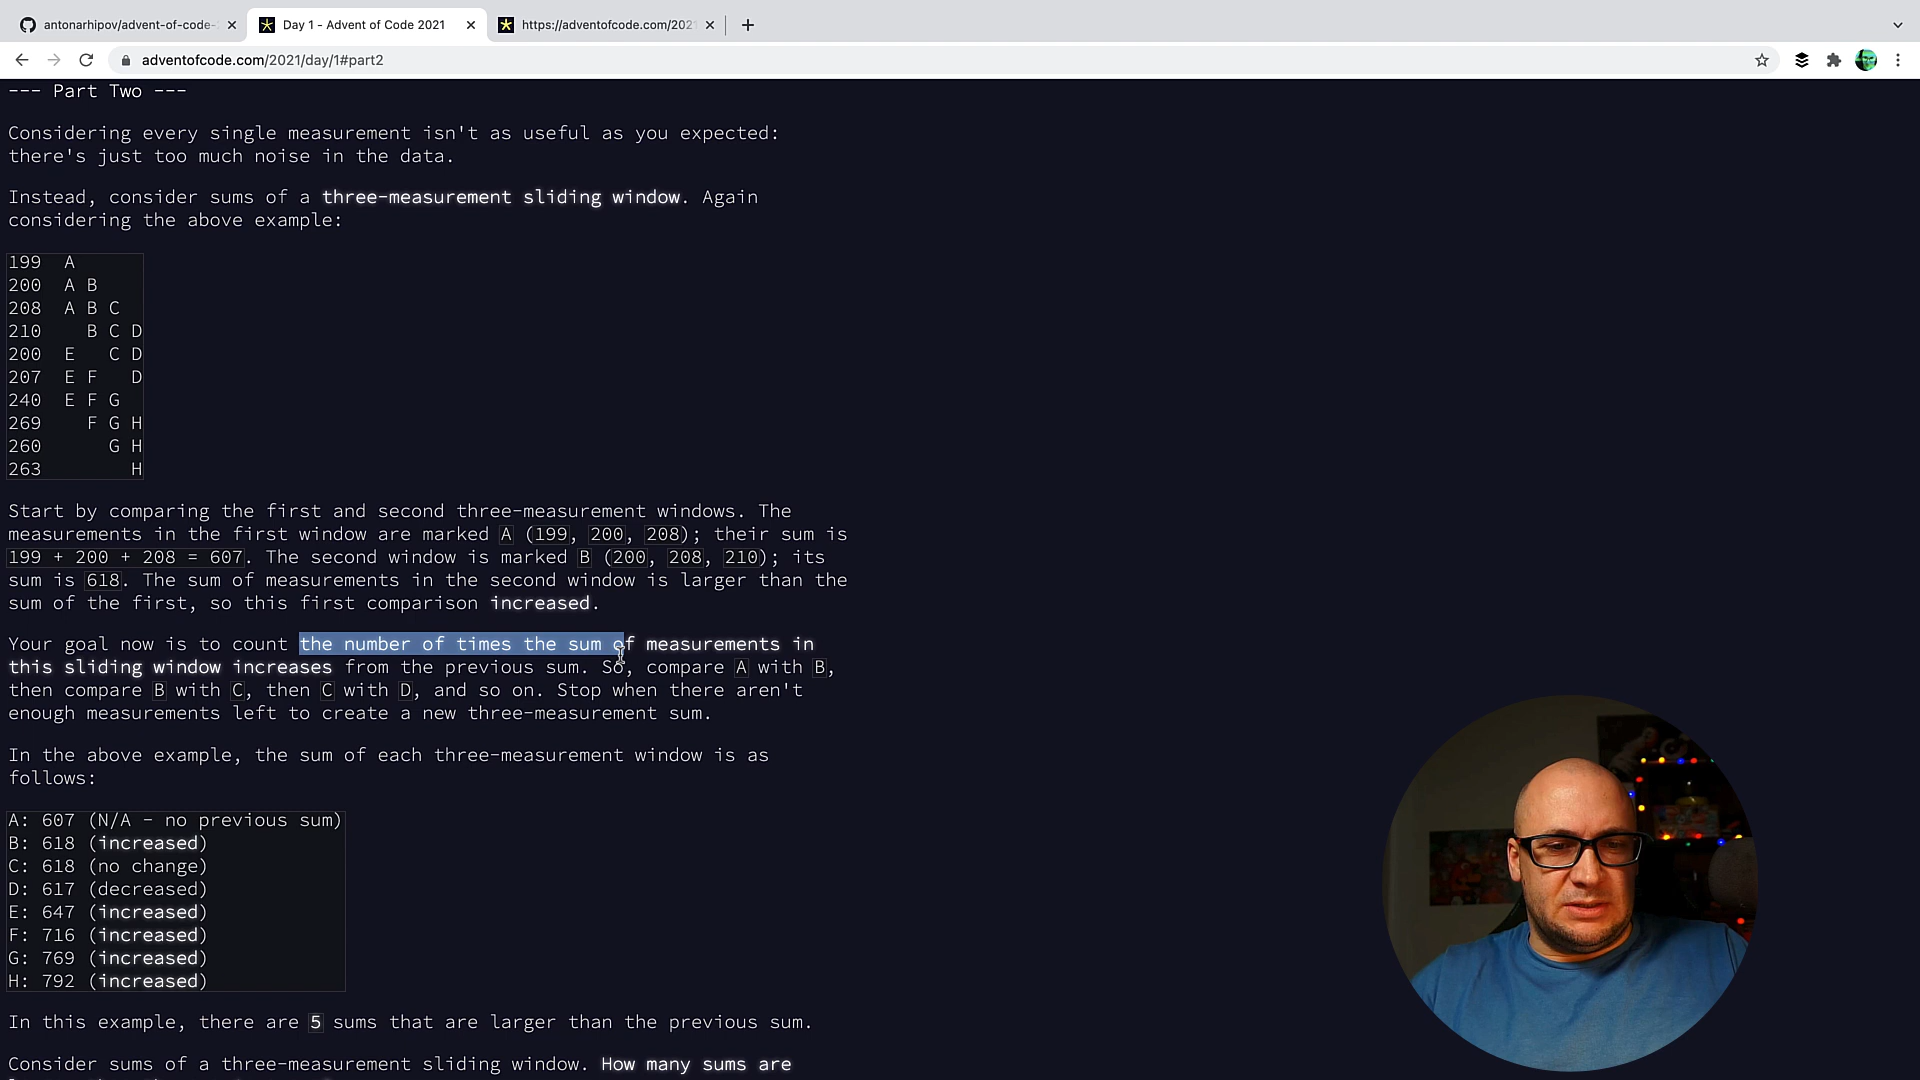 antonarhipov/advent-of-code-
Day 1 - Advent of Code 2021
https://adventofcode.com/2021
adventofcode.com/2021/day/1#part2
--- Part Two ---
Considering every single measurement isn't as useful as you expected:
there's just too much noise in the data.
Instead, consider sums of a three-measurement sliding window. Again
considering the above example:
199 A
200 A B
208 A B C
210 B C D
200 E C D
207 E F D
240 E F G
269 F G H
260 G H
263 H
Start by comparing the first and second three-measurement windows. The
measurements in the first window are marked A (199, 200, 208); their sum is
199 + 200 + 208 = 607. The second window is marked B (200, 208, 210); its
sum is 618. The sum of measurements in the second window is larger than the
sum of the first, so this first comparison increased.
Your goal now is to count the number of times the sum of measurements in
this sliding window increases from the previous sum. So, compare A with B,
then compare B with C, then C with D, and so on. Stop when there aren't
enough measurements left to create a new three-measurement sum.
In the above example, the sum of each three-measurement window is as
follows:
A: 607 (N/A - no previous sum)
B: 618 (increased)
C: 618 (no change)
D: 617 (decreased)
E: 647 (increased)
F: 716 (increased)
G: 769 (increased)
H: 792 (increased)
In this example, there are 5 sums that are larger than the previous sum.
Consider sums of a three-measurement sliding window. How many sums are